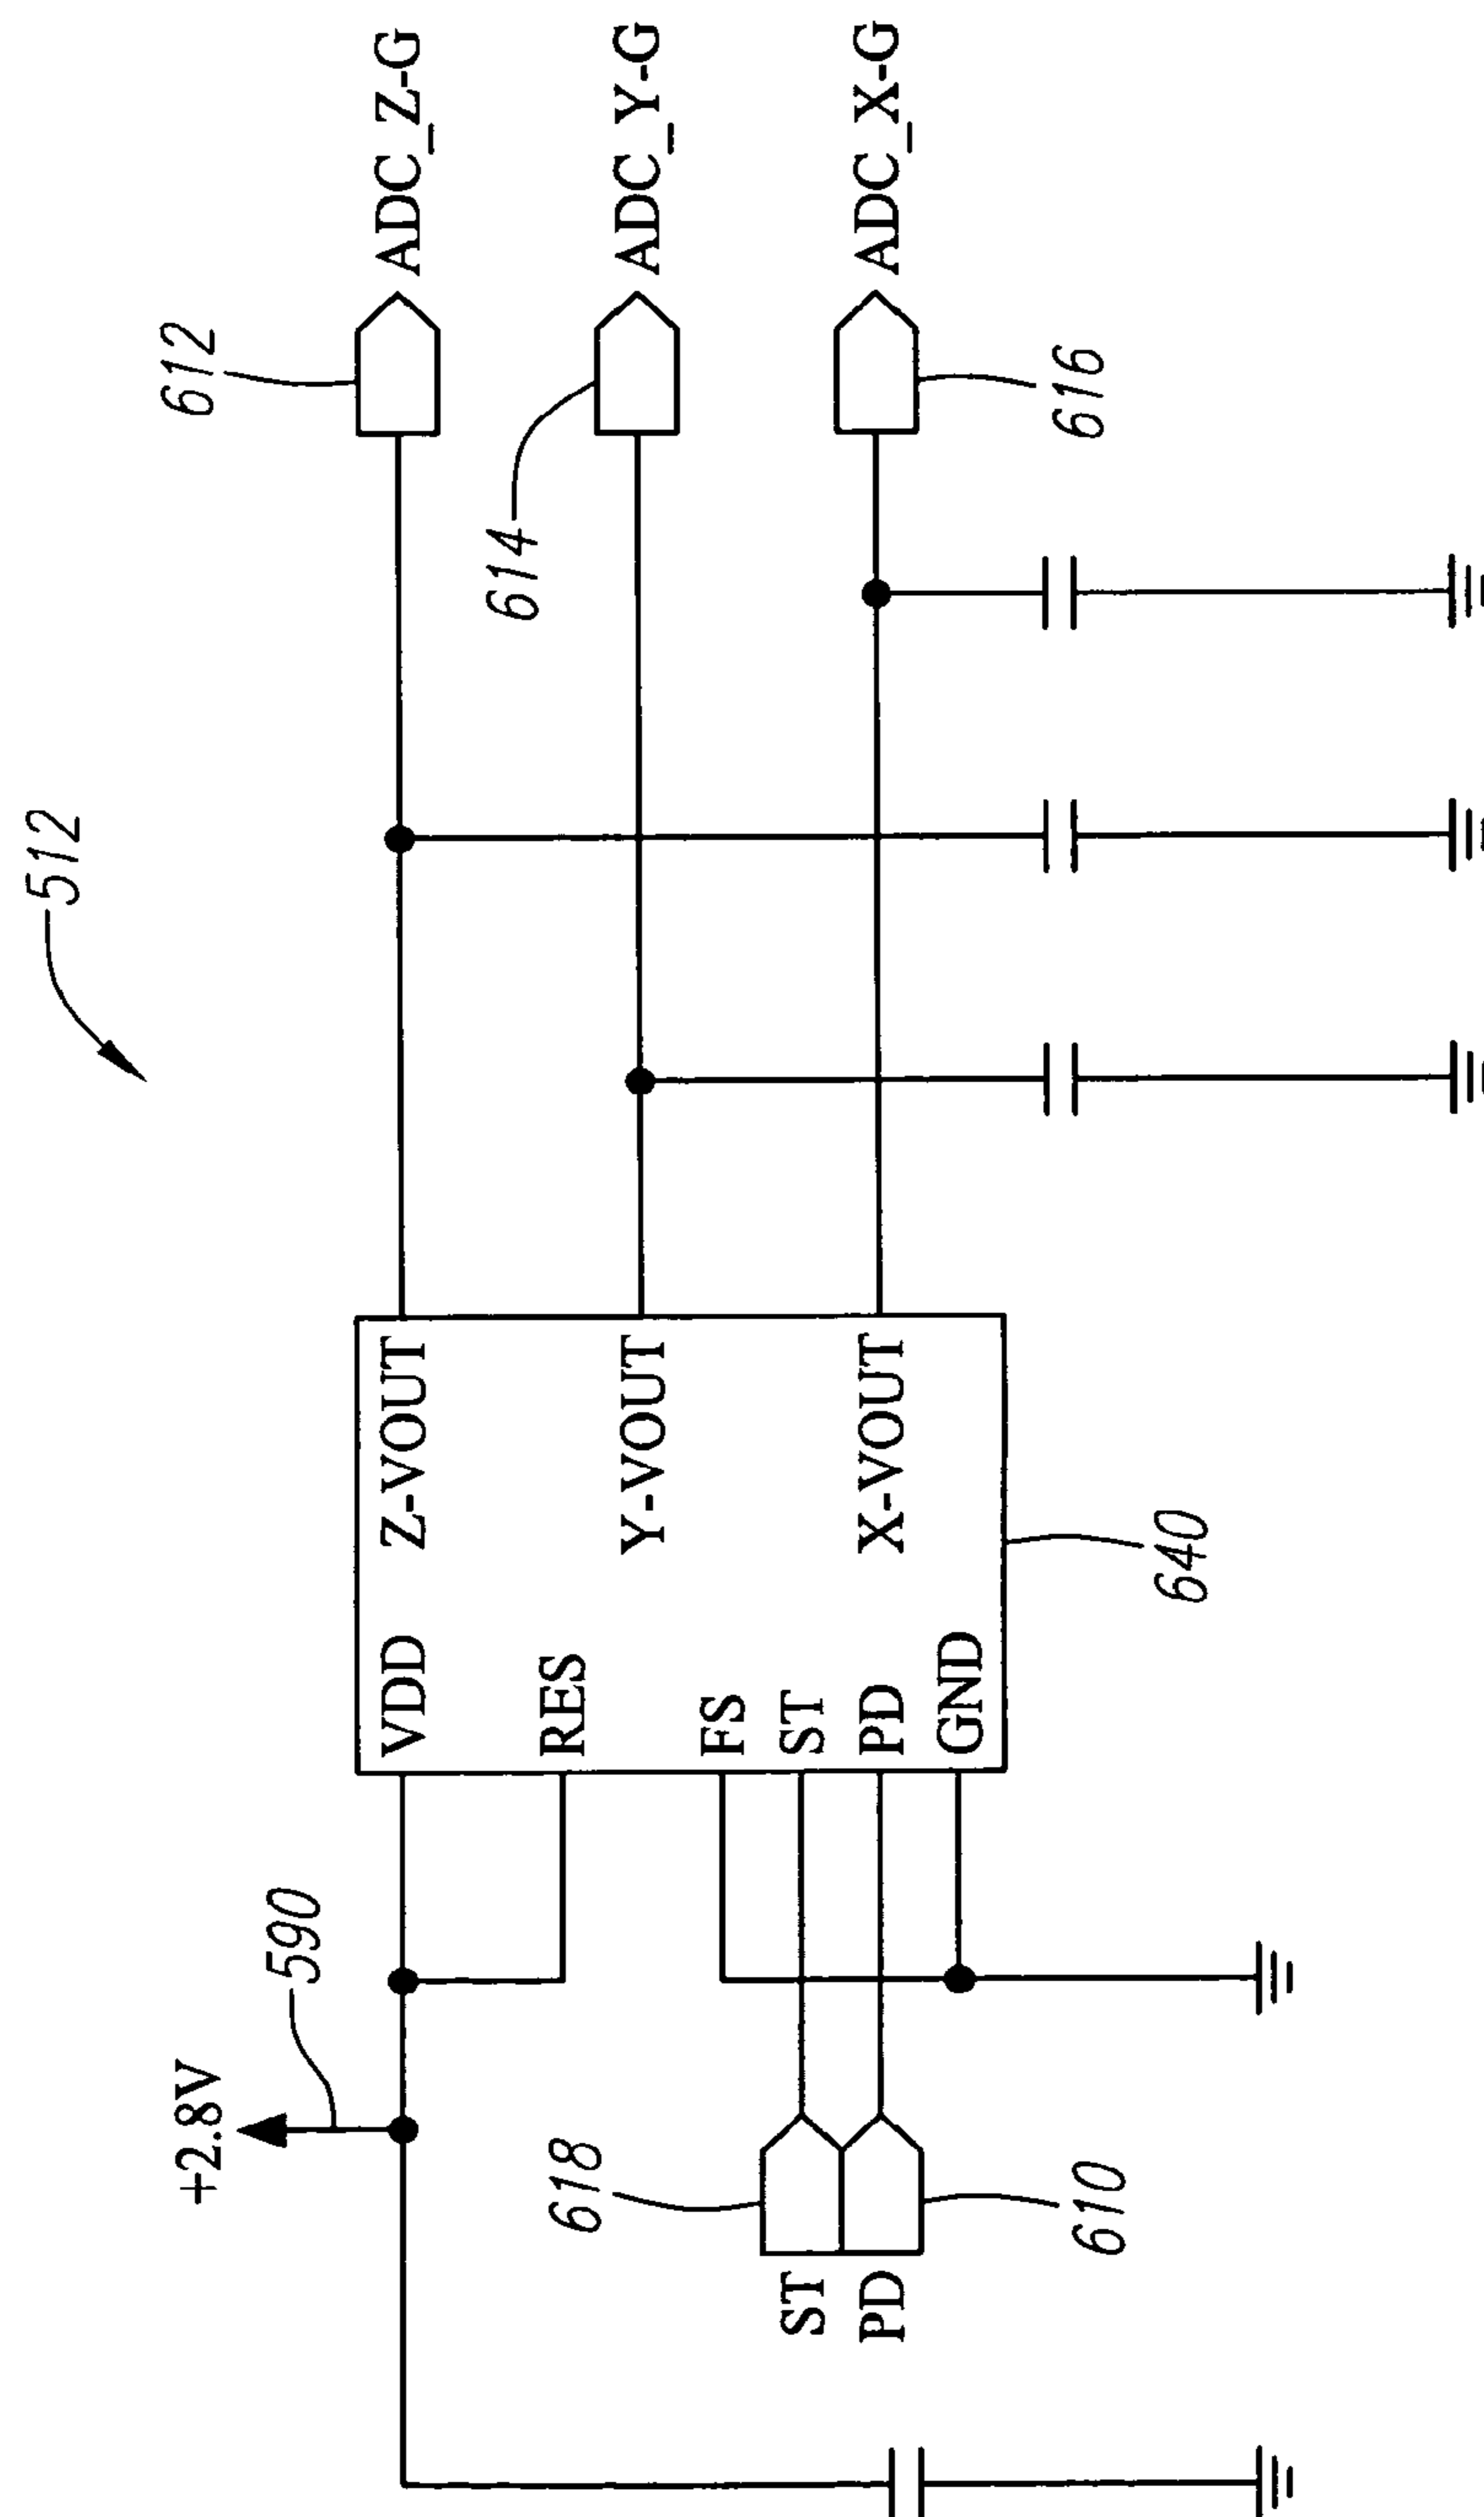 512
+2.8V
590
612
VDD
Z-VOUT
ADC_Z-G
RES
614
618
Y-VOUT
ADC_Y-G
FS
ST
ST
PD
PD
X-VOUT
ADC_X-G
GND
610
640
616